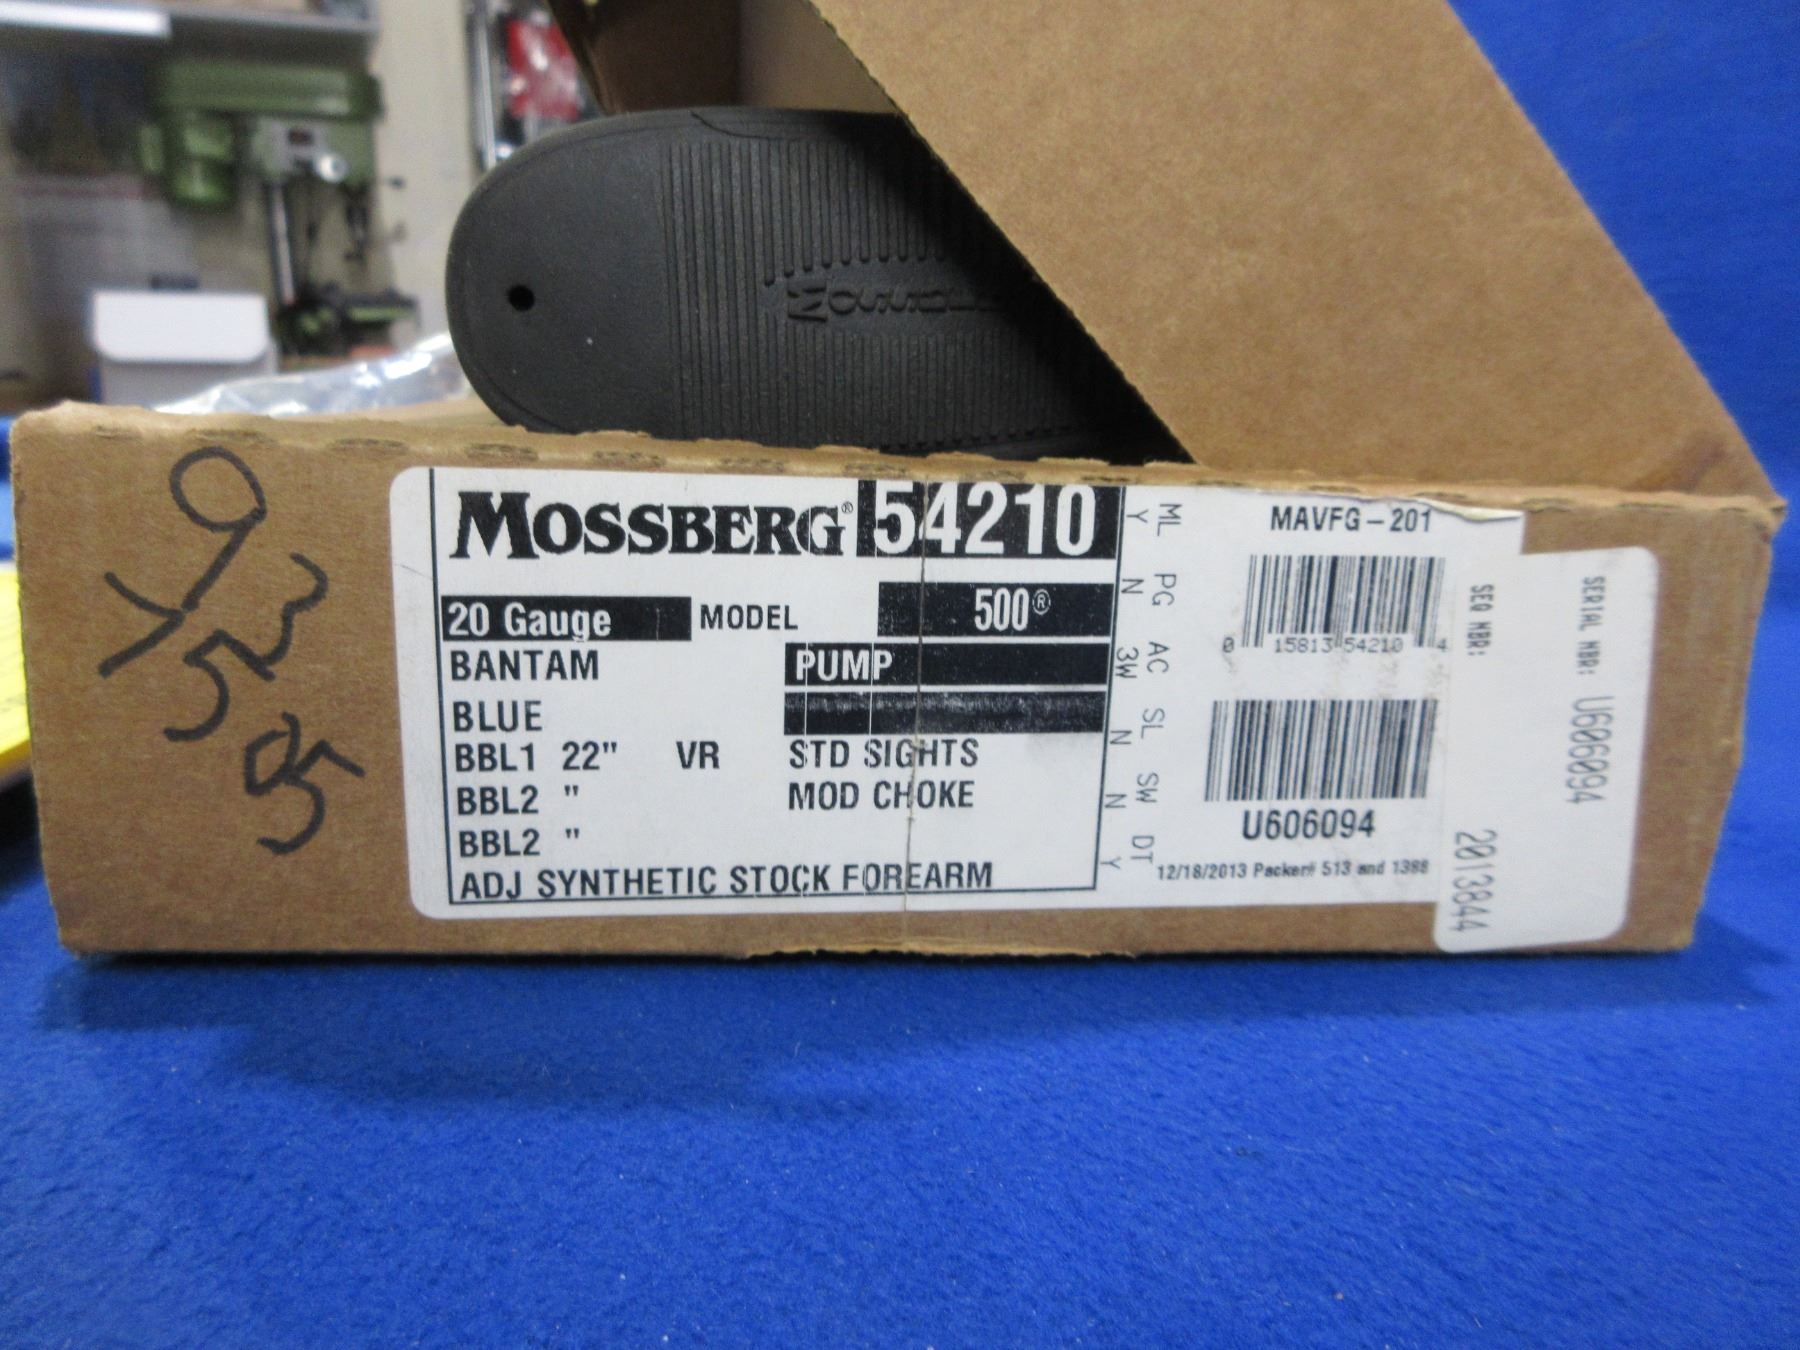 MOSSBERG
MOSSBERG® 54210
20 Gauge MODEL 500®
BANTAM PUMP
BLUE
BBL1 22" VR STD SIGHTS
BBL2 " MOD CHOKE
BBL2 "
ADJ SYNTHETIC STOCK FOREARM
ML PG AC SL SW DT
Y N 3W N N Y
MAVFG-201
0 15813 54210 4
U606094
12/18/2013 Packer# 513 and 1388
SEQ NBR: 2013844
SERIAL NBR: U606094